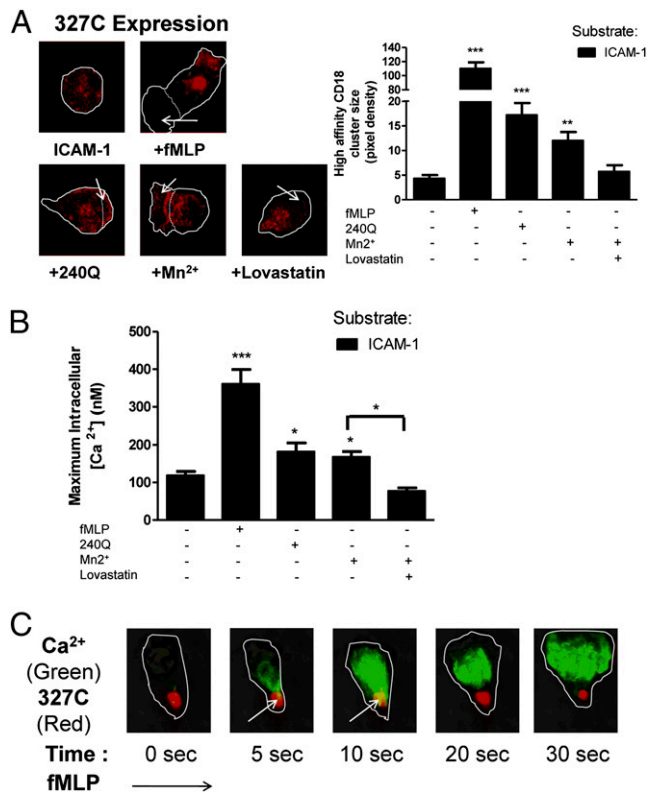 A
327C Expression
ICAM-1
+fMLP
+240Q
+Mn²⁺
+Lovastatin
Substrate:
ICAM-1
High affinity CD18
cluster size
(pixel density)
140
120
100
80
60
40
20
15
10
5
0
***
***
**
fMLP - + - - -
240Q - - + - -
Mn2⁺ - - - + +
Lovastatin - - - - +
B
Substrate:
ICAM-1
Maximum Intracellular
[Ca ²⁺] (nM)
500
400
300
200
100
0
***
*
*
*
fMLP - + - - -
240Q - - + - -
Mn2⁺ - - - + +
Lovastatin - - - - +
C
Ca²⁺
(Green)
327C
(Red)
Time : 0 sec 5 sec 10 sec 20 sec 30 sec
fMLP